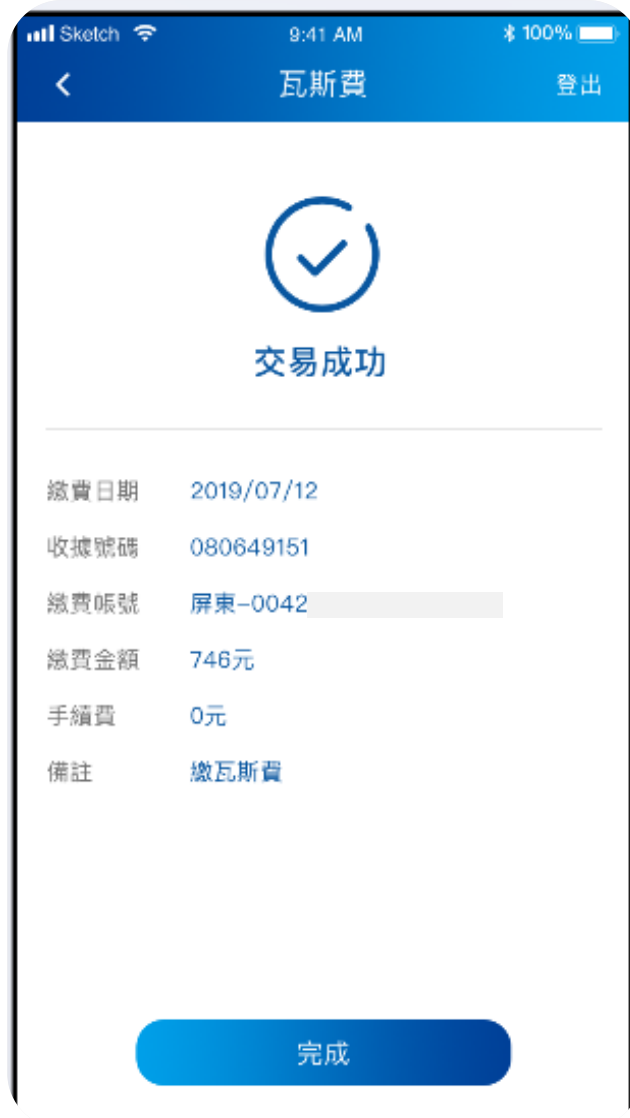 Sketch 9:41 AM 100%
瓦斯費 登出
交易成功
繳費日期 2019/07/12
收據號碼 080649151
繳費帳號 屏東-0042
繳費金額 746元
手續費 0元
備註 繳瓦斯費
完成